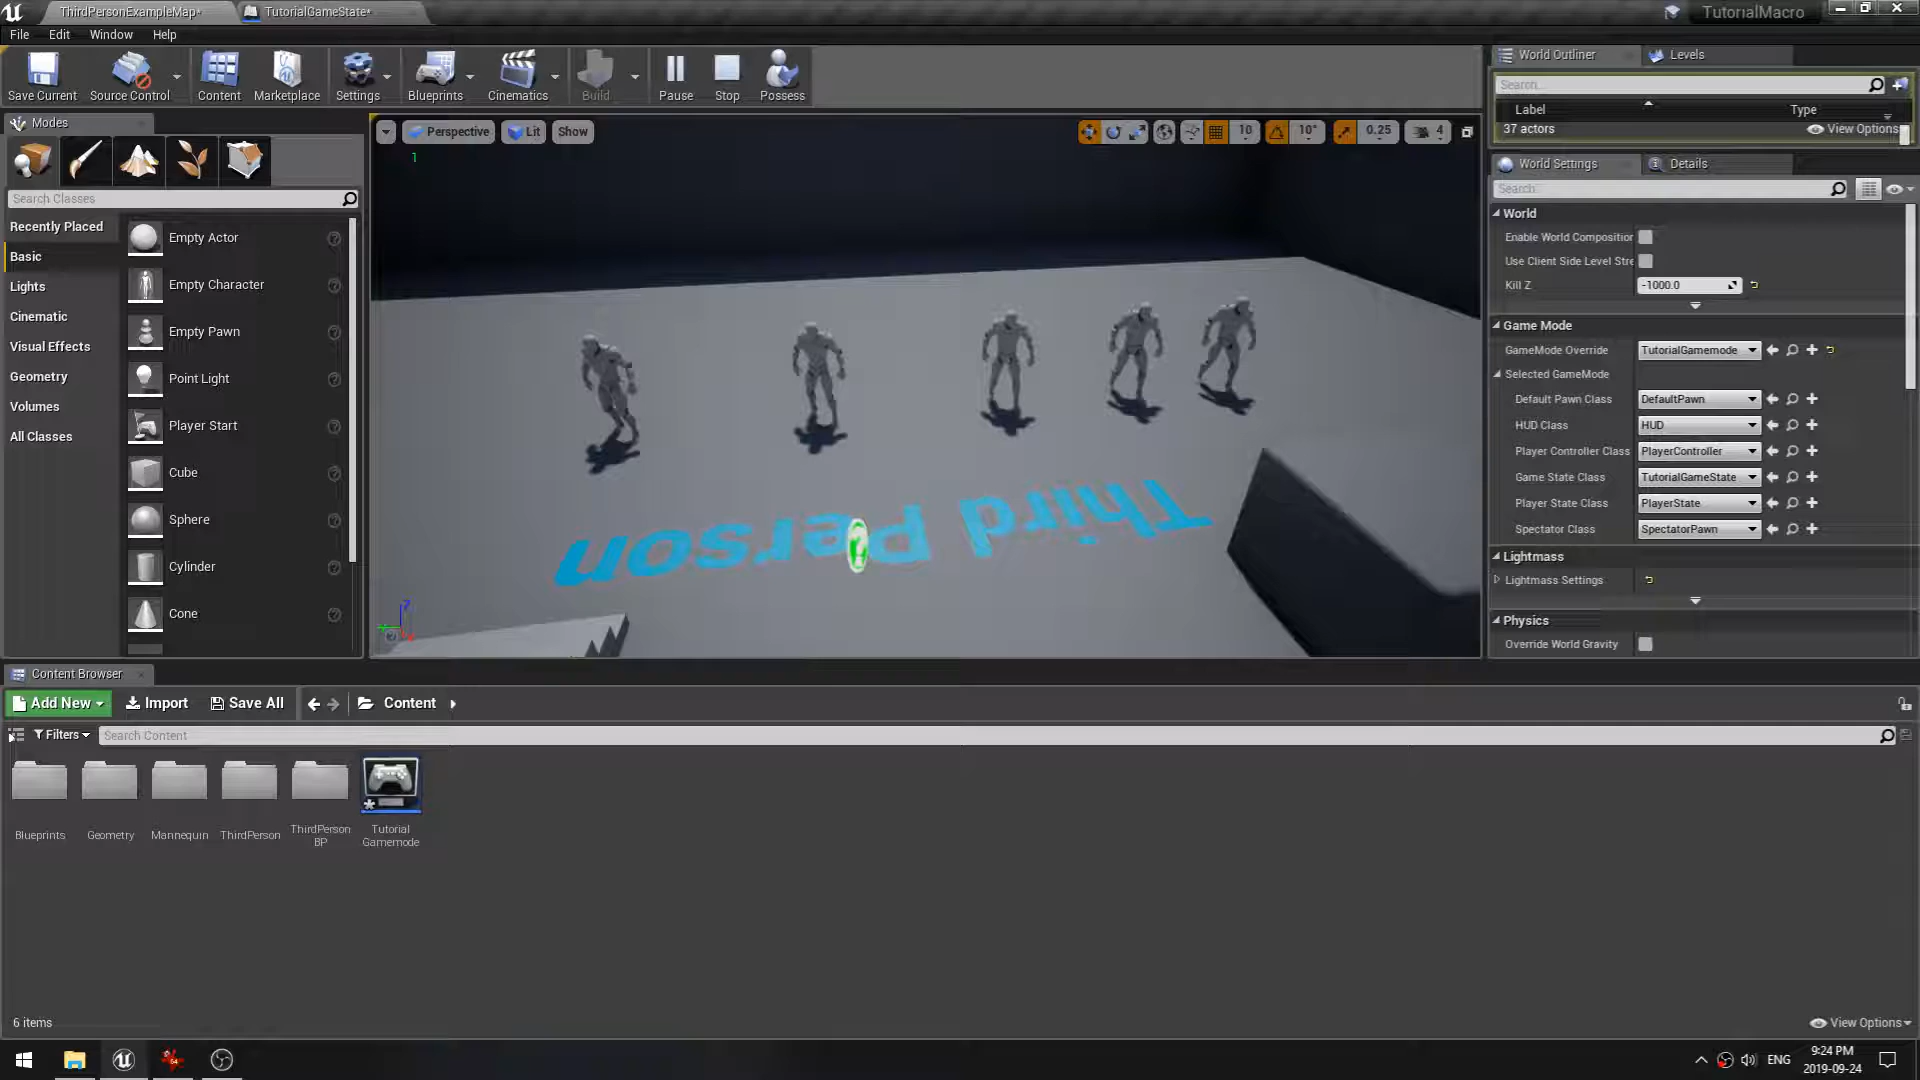 ThirdPersonExampleMap*
TutorialGameState*
TutorialMacro
File Edit Window Help
Save Current
Source Control
Content
Marketplace
Settings
Blueprints
Cinematics
Build
Pause
Stop
Possess
Modes
Search Classes
Recently Placed
Basic
Lights
Cinematic
Visual Effects
Geometry
Volumes
All Classes
Empty Actor
Empty Character
Empty Pawn
Point Light
Player Start
Cube
Sphere
Cylinder
Cone
Perspective
Lit
Show
10
10°
0.25
4
1
Third Person
World Outliner
Levels
Search...
Label
Type
37 actors
View Options
World Settings
Details
Search
World
Enable World Composition
Use Client Side Level Stre
Kill Z
-1000.0
Game Mode
GameMode Override
TutorialGamemode
Selected GameMode
Default Pawn Class
DefaultPawn
HUD Class
HUD
Player Controller Class
PlayerController
Game State Class
TutorialGameState
Player State Class
PlayerState
Spectator Class
SpectatorPawn
Lightmass
Lightmass Settings
Physics
Override World Gravity
Content Browser
Add New
Import
Save All
Content
Filters
Search Content
Blueprints
Geometry
Mannequin
ThirdPerson
ThirdPerson
BP
Tutorial
Gamemode
6 items
View Options
ENG
9:24 PM
2019-09-24